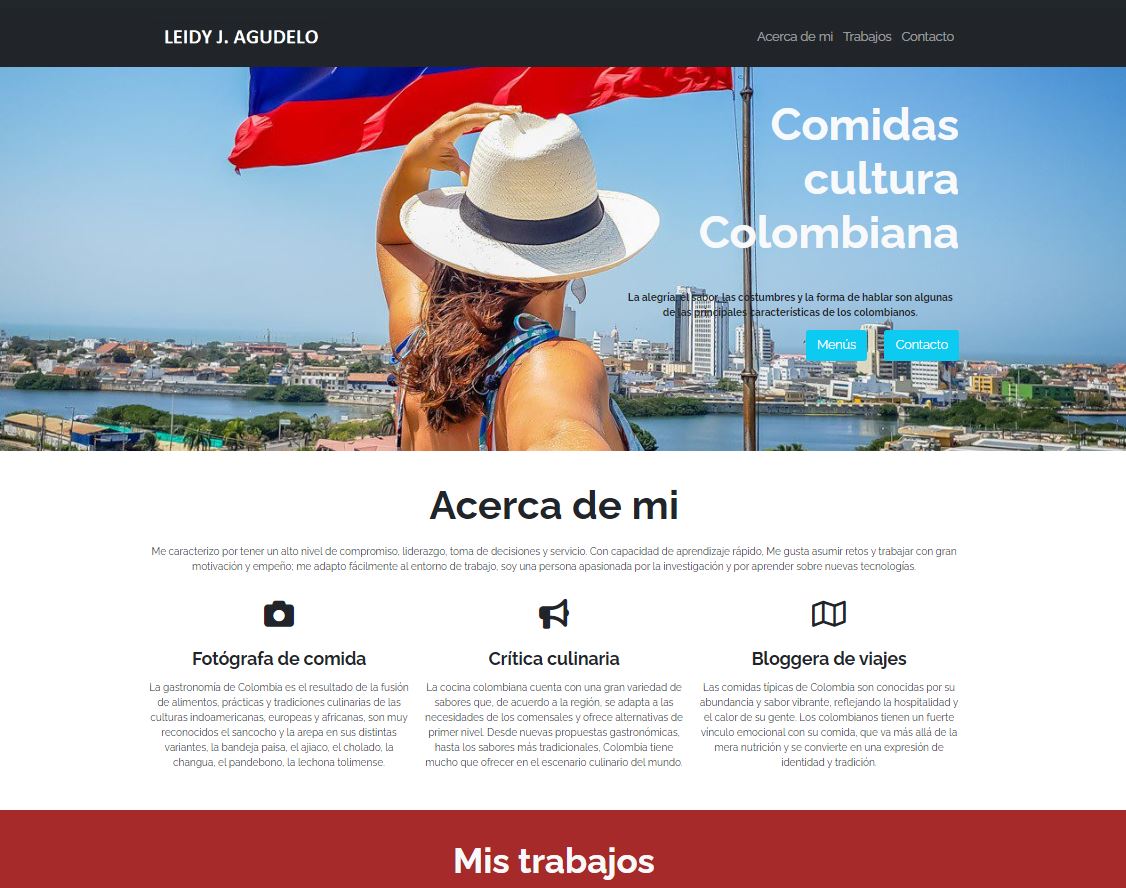 LEIDY J. AGUDELO
Acerca de mi Trabajos Contacto
Comidas
cultura
Colombiana
La alegría, el sabor, las costumbres y la forma de hablar son algunas
de las principales características de los colombianos.
Menús Contacto
Acerca de mi
Me caracterizo por tener un alto nivel de compromiso, liderazgo, toma de decisiones y servicio. Con capacidad de aprendizaje rápido, Me gusta asumir retos y trabajar con gran
motivación y empeño; me adapto fácilmente al entorno de trabajo, soy una persona apasionada por la investigación y por aprender sobre nuevas tecnologías.
Fotógrafa de comida
La gastronomía de Colombia es el resultado de la fusión
de alimentos, prácticas y tradiciones culinarias de las
culturas indoamericanas, europeas y africanas, son muy
reconocidos el sancocho y la arepa en sus distintas
variantes, la bandeja paisa, el ajiaco, el cholado, la
changua, el pandebono, la lechona tolimense.
Crítica culinaria
La cocina colombiana cuenta con una gran variedad de
sabores que, de acuerdo a la región, se adapta a las
necesidades de los comensales y ofrece alternativas de
primer nivel. Desde nuevas propuestas gastronómicas,
hasta los sabores más tradicionales, Colombia tiene
mucho que ofrecer en el escenario culinario del mundo.
Bloggera de viajes
Las comidas típicas de Colombia son conocidas por su
abundancia y sabor vibrante, reflejando la hospitalidad y
el calor de su gente. Los colombianos tienen un fuerte
vínculo emocional con su comida, que va más allá de la
mera nutrición y se convierte en una expresión de
identidad y tradición.
Mis trabajos